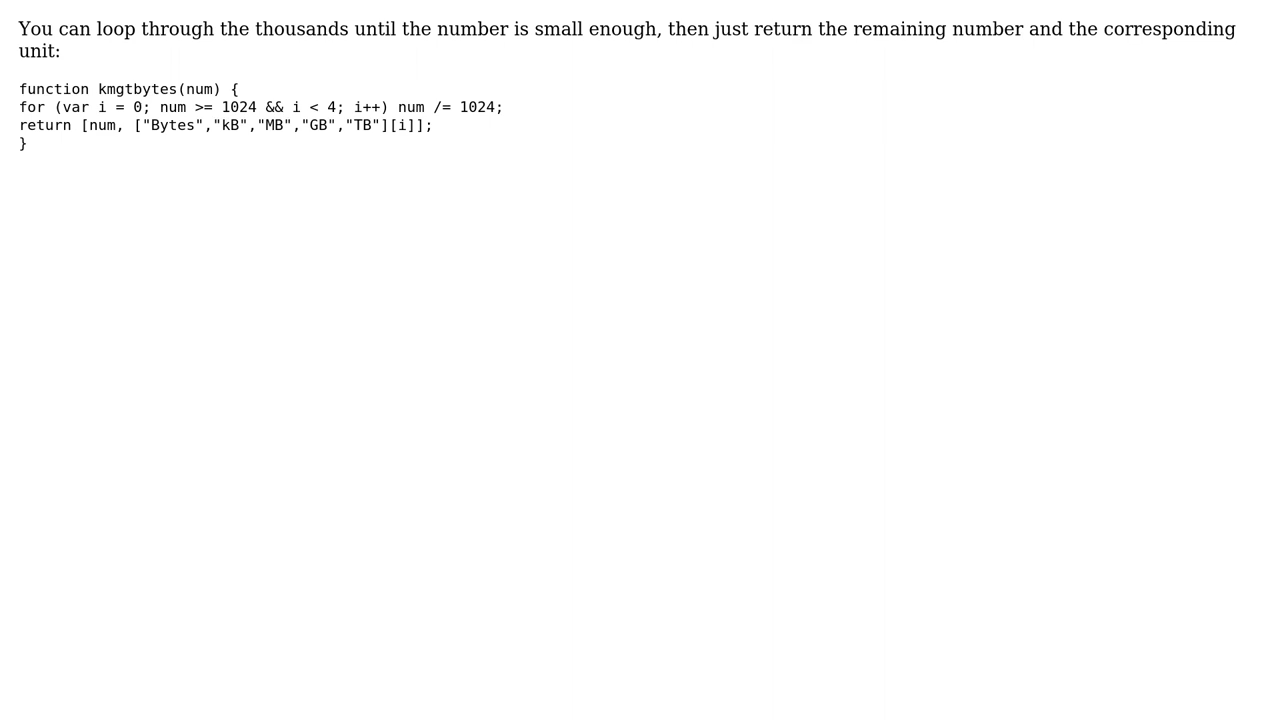 You can loop through the thousands until the number is small enough, then just return the remaining number and the corresponding
unit:
function kmgtbytes(num) {
for (var i = 0; num >= 1024 && i < 4; i++) num /= 1024;
return [num, ["Bytes","kB","MB","GB","TB"][i]];
}